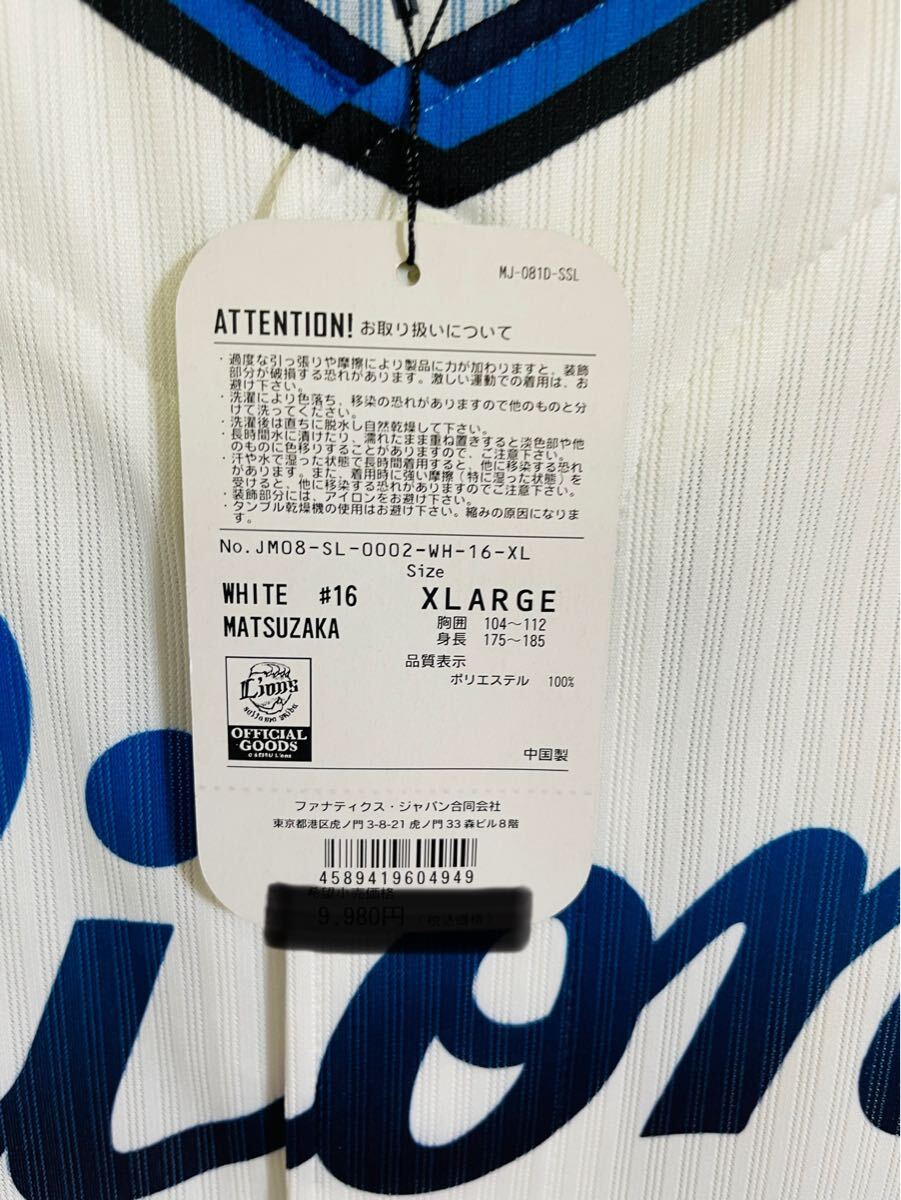 MJ-081D-SSL
ATTENTION! お取り扱いについて
・過度な引っ張りや摩擦により製品に力が加わりますと、装飾
部分が破損する恐れがあります。激しい運動での着用は、お
避け下さい。
・洗濯により色落ち、移染の恐れがありますので他のものと分
けて洗ってください。
・洗濯後は直ちに脱水し自然乾燥して下さい。
・長時間水に漬けたり、濡れたまま重ね置きすると淡色部や他
のものに色移りすることがありますので、ご注意下さい。
・汗や水で湿った状態で長時間着用すると、他に移染する恐れ
があります。また、着用時に強い摩擦(特に湿った状態)を
受けると、他に移染する恐れがありますのでご注意下さい。
・装飾部分には、アイロンをお避け下さい。
・タンブル乾燥機の使用はお避け下さい。縮みの原因になりま
す。
No.JM08-SL-0002-WH-16-XL
Size
WHITE #16 XLARGE
MATSUZAKA
胸囲 104〜112
身長 175〜185
品質表示
ポリエステル 100%
Lions
saitama seibu
OFFICIAL
GOODS
© SEIBU Lions
中国製
ファナティクス・ジャパン合同会社
東京都港区虎ノ門3-8-21 虎ノ門33森ビル8階
4589419604949
希望小売価格
9,980円 (税込価格)
Lion